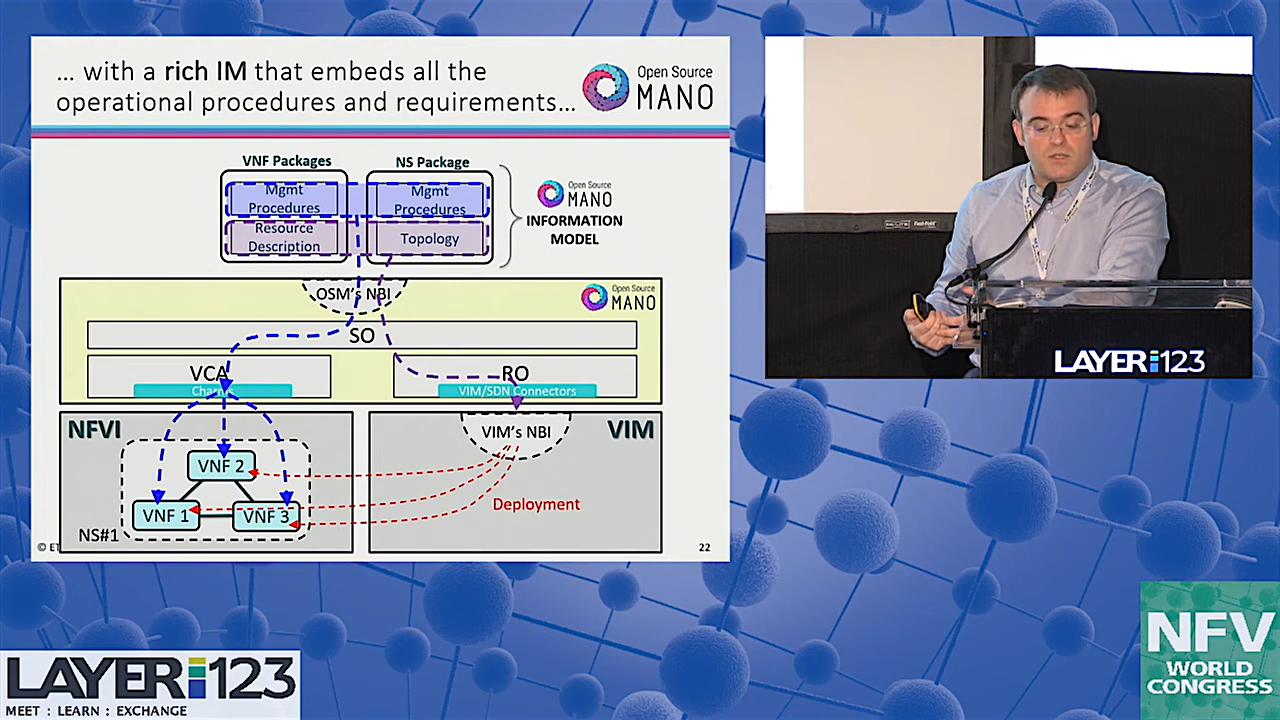 ... with a rich IM that embeds all the
operational procedures and requirements...
Open Source
MANO
VNF Packages
NS Package
Mgmt
Procedures
Mgmt
Procedures
Resource
Description
Topology
Open Source
MANO
INFORMATION
MODEL
OSM's NBI
Open Source
MANO
SO
VCA
RO
VIM/SDN Connectors
NFVI
VIM's NBI
VIM
VNF 2
VNF 1
VNF 3
NS#1
Deployment
© ET
22
LAYER123
LAYER123
MEET : LEARN : EXCHANGE
NFV
WORLD
CONGRESS